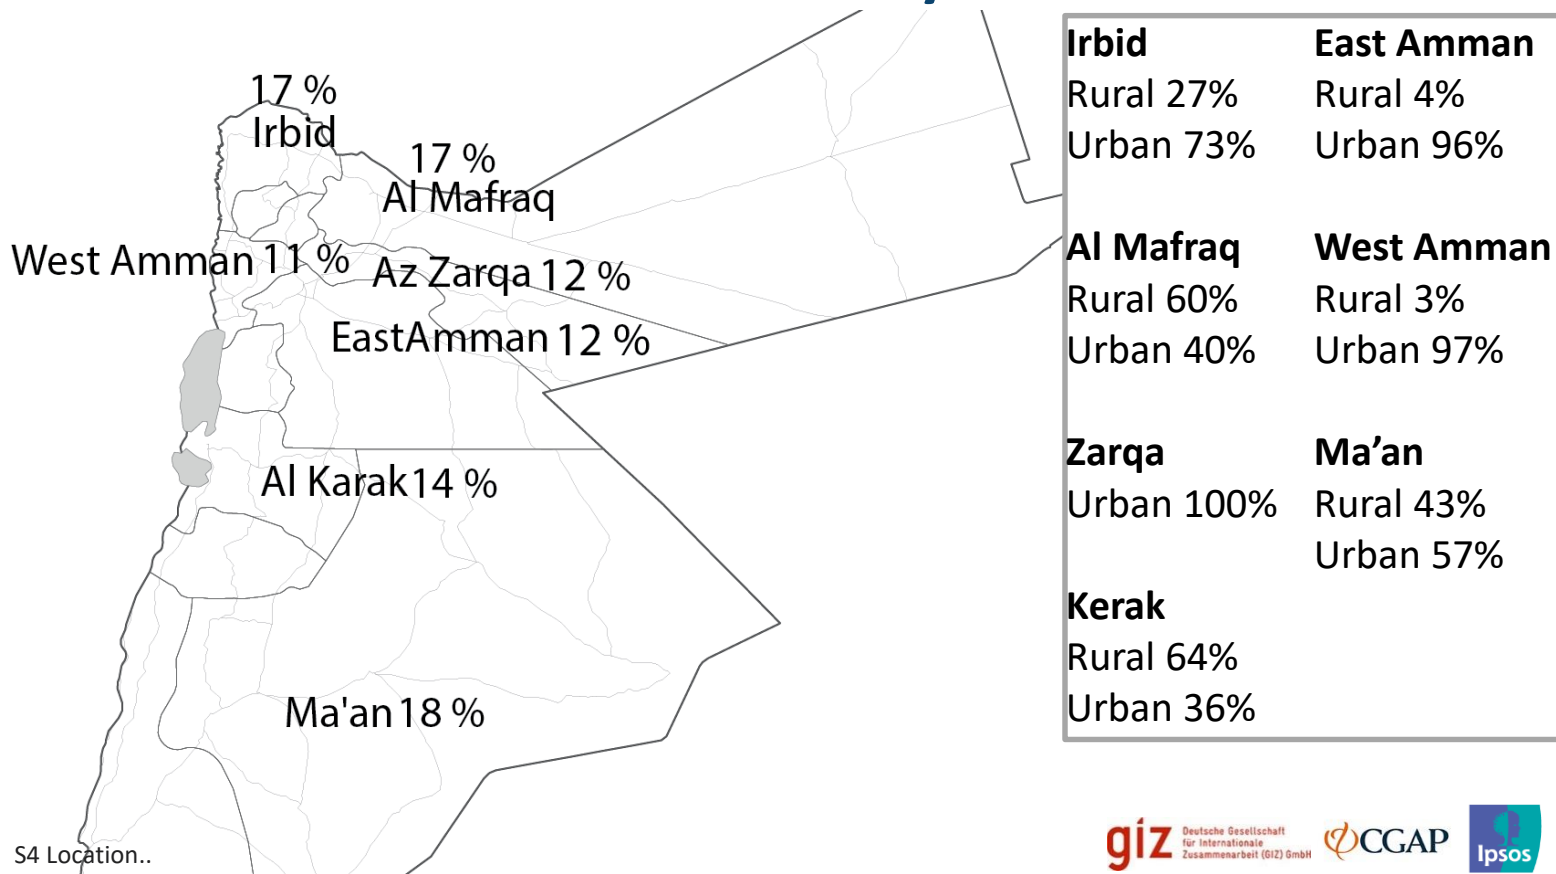 17 %
Irbid
17 %
Al Mafraq
West Amman 11 %
Az Zarqa 12 %
EastAmman 12 %
Al Karak 14 %
Ma'an 18 %
S4 Location..
Irbid
Rural 27%
Urban 73%
East Amman
Rural 4%
Urban 96%
Al Mafraq
Rural 60%
Urban 40%
West Amman
Rural 3%
Urban 97%
Zarqa
Urban 100%
Ma’an
Rural 43%
Urban 57%
Kerak
Rural 64%
Urban 36%
giz
Deutsche Gesellschaft
für Internationale
Zusammenarbeit (GIZ) GmbH
CGAP
Ipsos